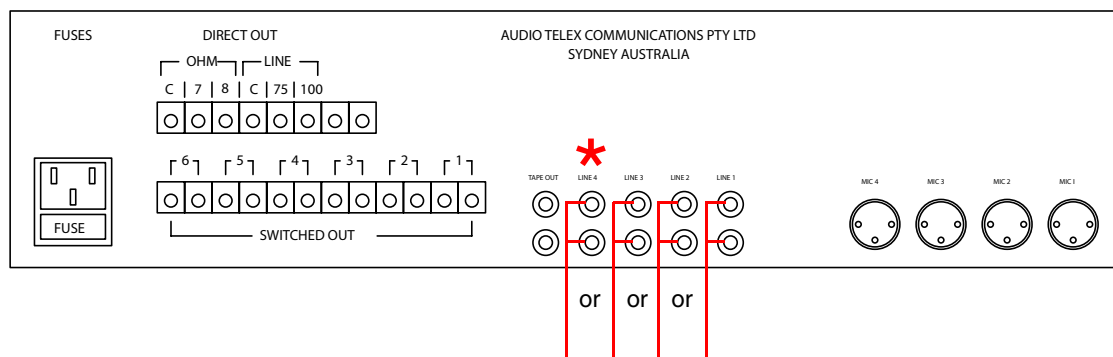 FUSES
DIRECT OUT
AUDIO TELEX COMMUNICATIONS PTY LTD
SYDNEY AUSTRALIA
OHM LINE
C 7 8 C 75 100
6 5 4 3 2 1
SWITCHED OUT
FUSE
*
TAPE OUT LINE 4 LINE 3 LINE 2 LINE 1
MIC 4 MIC 3 MIC 2 MIC I
or or or